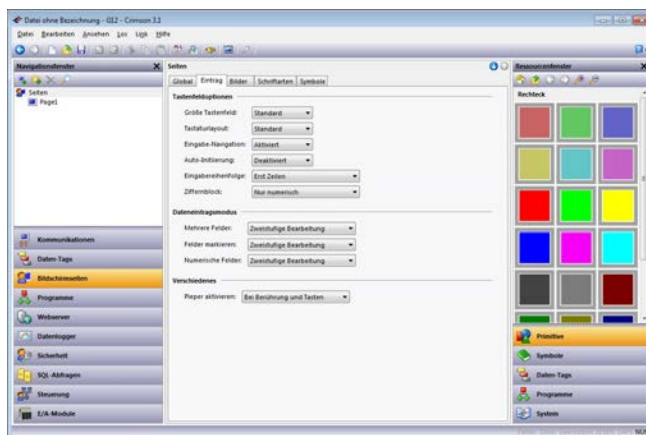 Datei ohne Bezeichnung - G12 - Crimson 3.1
Datei Bearbeiten Ansehen Los Link Hilfe
Navigationsfenster
Seiten
Page1
Kommunikationen
Daten-Tags
Bildschirmseiten
Programme
Webserver
Datenlogger
Sicherheit
SQL-Abfragen
Steuerung
E/A-Module
Seiten
Global Eintrag Bilder Schriftarten Symbole
Tastenfeldoptionen
Größe Tastenfeld: Standard
Tastaturlayout: Standard
Eingabe-Navigation: Aktiviert
Auto-Initiierung: Deaktiviert
Eingabereihenfolge: Erst Zeilen
Ziffernblock: Nur numerisch
Dateneintragsmodus
Mehrere Felder: Zweistufige Bearbeitung
Felder markieren: Zweistufige Bearbeitung
Numerische Felder: Zweistufige Bearbeitung
Verschiedenes
Pieper aktivieren: Bei Berührung und Tasten
Ressourcenfenster
Rechteck
Primitive
Symbole
Daten-Tags
Programme
System